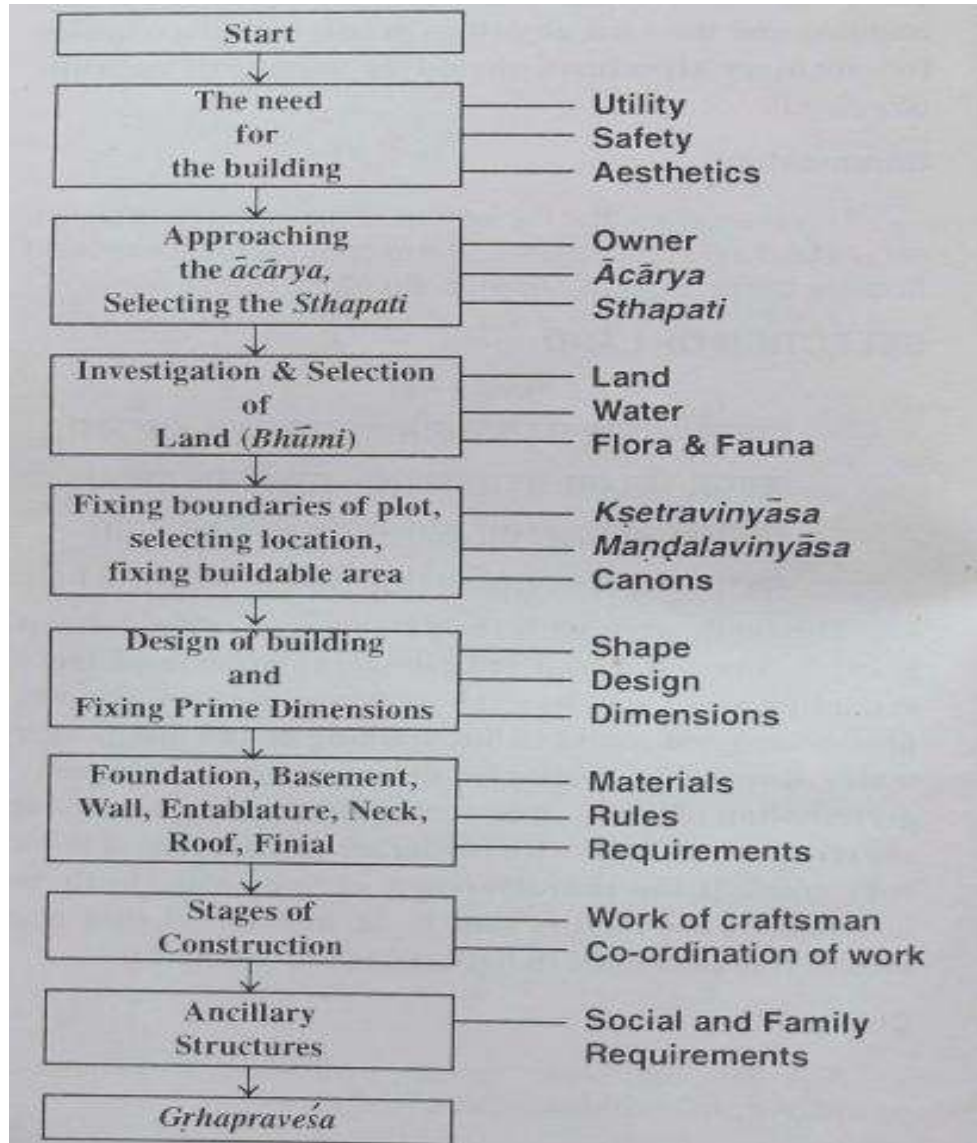 Start
The need
for
the building
Utility
Safety
Aesthetics
Approaching
the ācārya,
Selecting the Sthapati
Owner
Ācārya
Sthapati
Investigation & Selection
of
Land (Bhūmi)
Land
Water
Flora & Fauna
Fixing boundaries of plot,
selecting location,
fixing buildable area
Kṣetravinyāsa
Maṇḍalavinyāsa
Canons
Design of building
and
Fixing Prime Dimensions
Shape
Design
Dimensions
Foundation, Basement,
Wall, Entablature, Neck,
Roof, Finial
Materials
Rules
Requirements
Stages of
Construction
Work of craftsman
Co-ordination of work
Ancillary
Structures
Social and Family
Requirements
Gṛhapraveśa